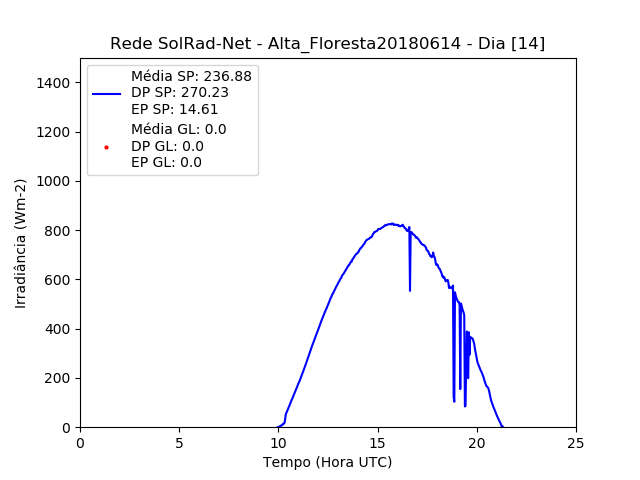 Rede SolRad-Net - Alta_Floresta20180614 - Dia [14]
Média SP: 236.88
DP SP: 270.23
EP SP: 14.61
Média GL: 0.0
DP GL: 0.0
EP GL: 0.0
Irradiância (Wm-2)
1400
1200
1000
800
600
400
200
0
0 5 10 15 20 25
Tempo (Hora UTC)